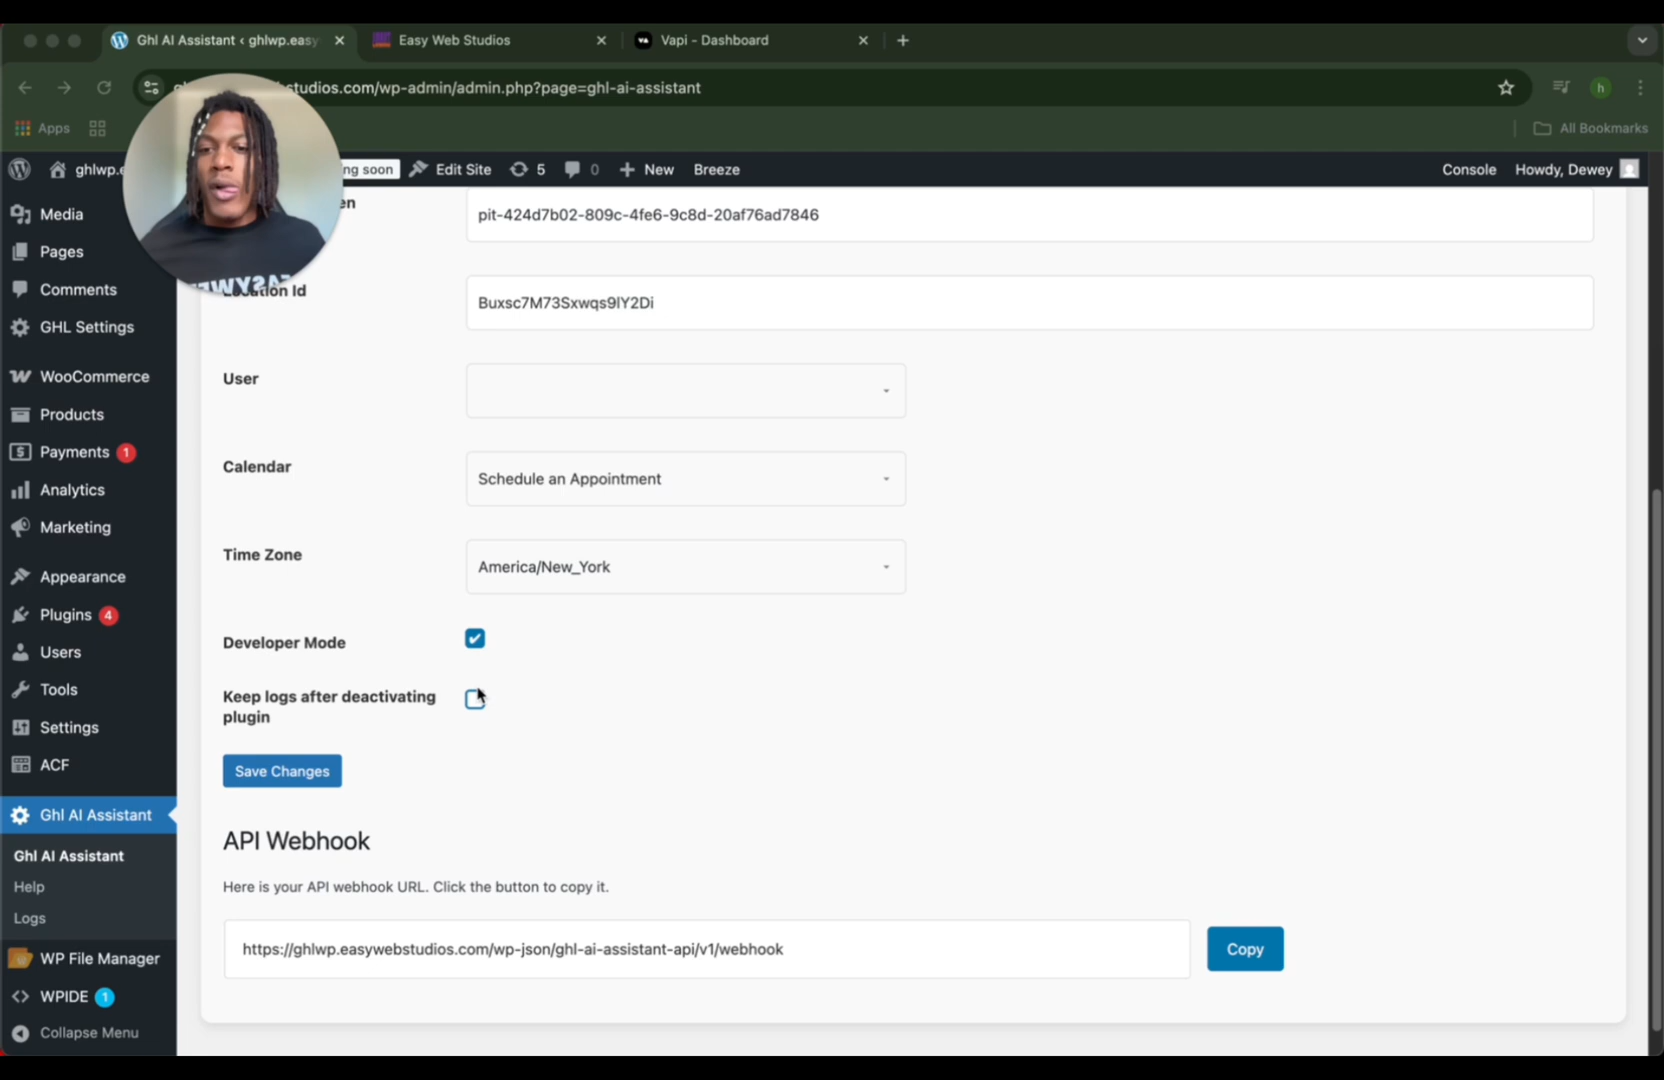 Ghl AI Assistant ‹ ghlwp.easy
Easy Web Studios
Vapi - Dashboard
studios.com/wp-admin/admin.php?page=ghl-ai-assistant
h
Apps
All Bookmarks
ghlwp.e
ng soon
Edit Site
5
0
New
Breeze
Console
Howdy, Dewey
Media
Pages
Comments
GHL Settings
WooCommerce
Products
Payments 1
Analytics
Marketing
Appearance
Plugins 4
Users
Tools
Settings
ACF
Ghl AI Assistant
Ghl AI Assistant
Help
Logs
WP File Manager
WPIDE 1
Collapse Menu
en
pit-424d7b02-809c-4fe6-9c8d-20af76ad7846
Location Id
Buxsc7M73Sxwqs9lY2Di
User
Calendar
Schedule an Appointment
Time Zone
America/New_York
Developer Mode
Keep logs after deactivating
plugin
Save Changes
API Webhook
Here is your API webhook URL. Click the button to copy it.
https://ghlwp.easywebstudios.com/wp-json/ghl-ai-assistant-api/v1/webhook
Copy